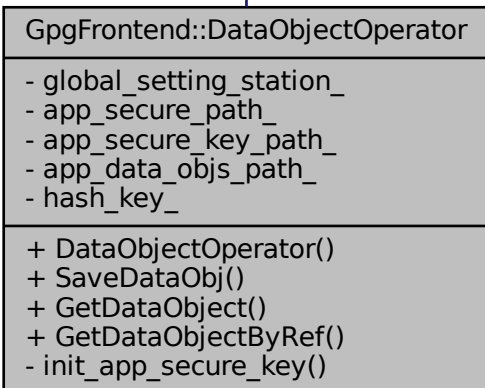 GpgFrontend::DataObjectOperator
- global_setting_station_
- app_secure_path_
- app_secure_key_path_
- app_data_objs_path_
- hash_key_
+ DataObjectOperator()
+ SaveDataObj()
+ GetDataObject()
+ GetDataObjectByRef()
- init_app_secure_key()